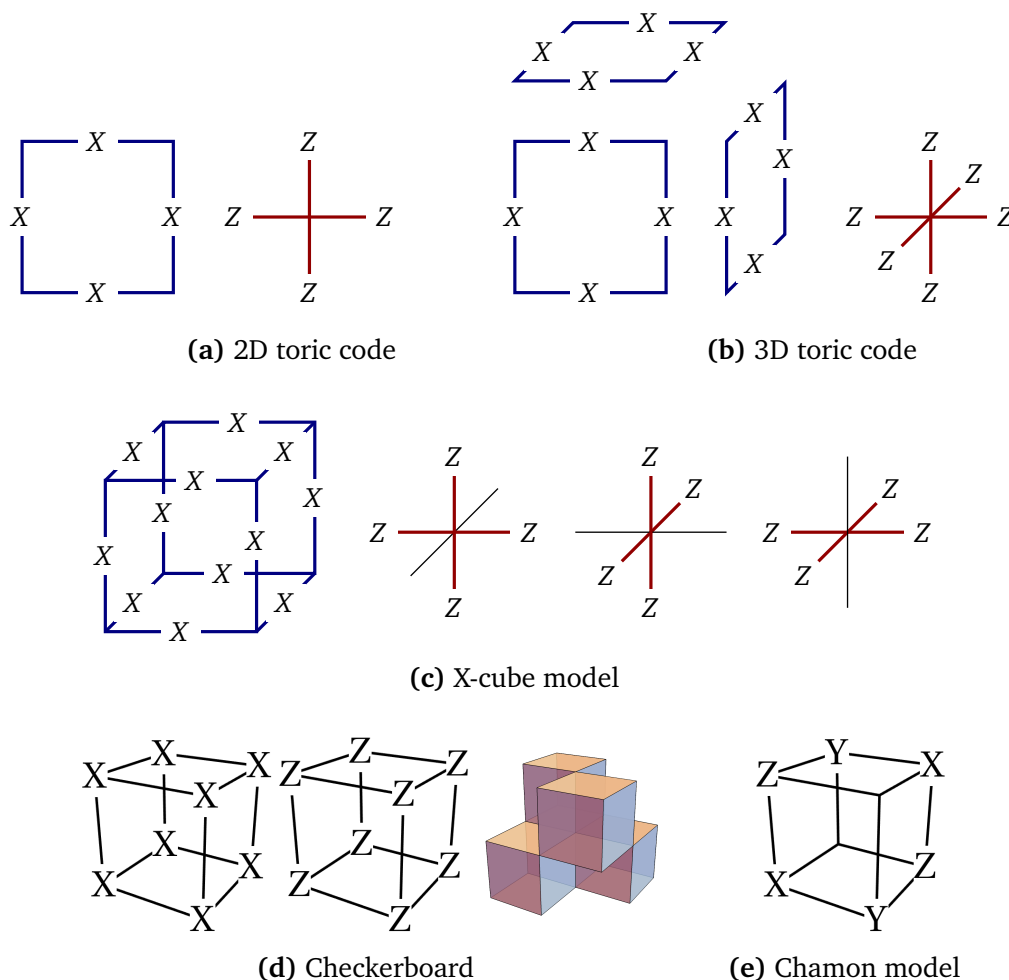 X X
X X
X
Z
Z Z
Z
X
X X
X
X
X X
X
X
X
X
X
Z
Z
Z Z
Z
Z
(a) 2D toric code
(b) 3D toric code
X
X X
X
X
X
X
X
X
X
X
X
Z
Z Z
Z
Z
Z
Z
Z
Z
Z Z
Z
(c) X-cube model
X
X X
X
X
X X
X
Z
Z Z
Z
Z
Z Z
Z
(d) Checkerboard
Y
Z X
Z
X
Y
(e) Chamon model